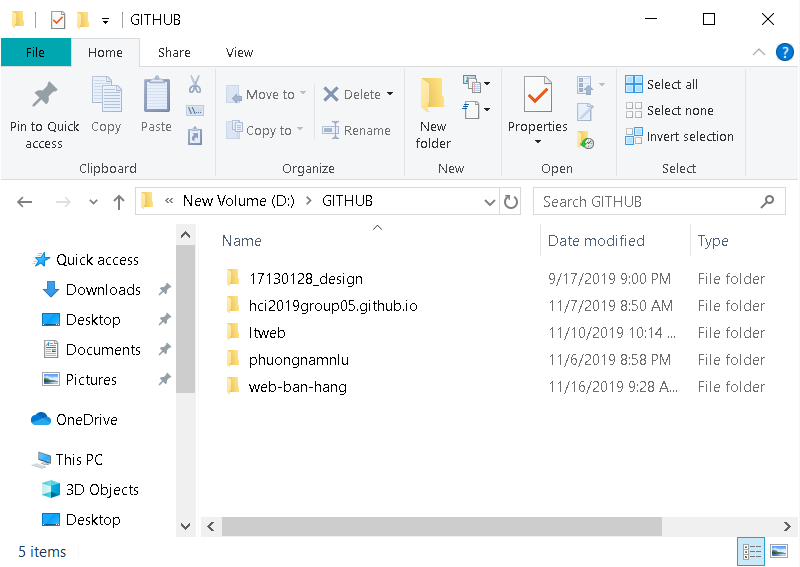 GITHUB
File Home Share View
Pin to Quick access
Copy
Paste
Move to
Copy to
Delete
Rename
New folder
Properties
Select all
Select none
Invert selection
Clipboard Organize New Open Select
« New Volume (D:) > GITHUB
Search GITHUB
Name Date modified Type
Quick access
Downloads
Desktop
Documents
Pictures
OneDrive
This PC
3D Objects
Desktop
17130128_design 9/17/2019 9:00 PM File folder
hci2019group05.github.io 11/7/2019 8:50 AM File folder
ltweb 11/10/2019 10:14 ... File folder
phuongnamnlu 11/6/2019 8:58 PM File folder
web-ban-hang 11/16/2019 9:28 A... File folder
5 items